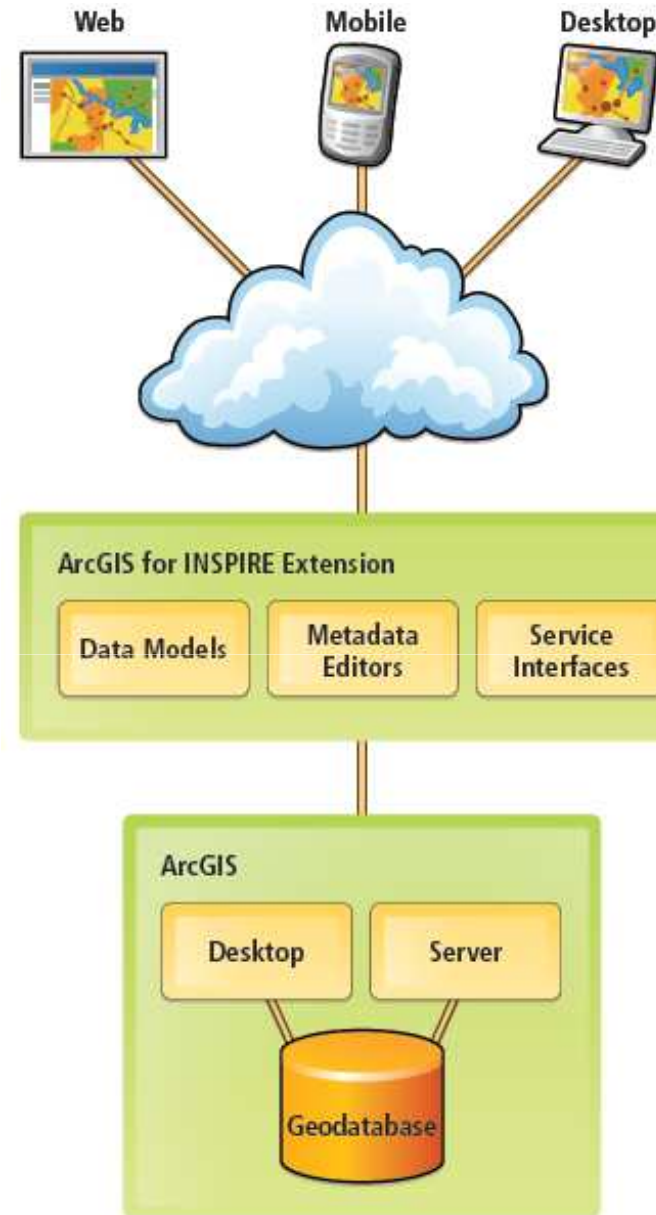 Web
Mobile
Desktop
ArcGIS for INSPIRE Extension
Data Models
Metadata
Editors
Service
Interfaces
ArcGIS
Desktop
Server
Geodatabase